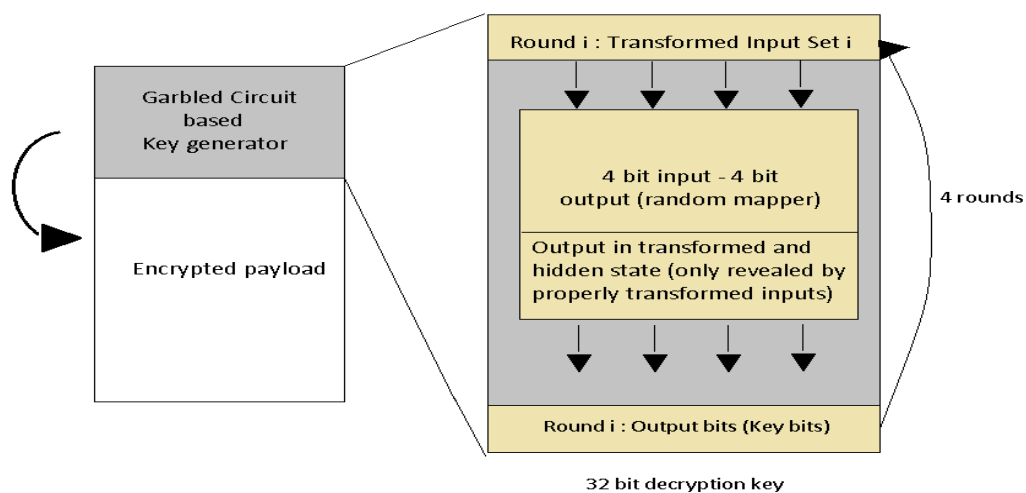 Garbled Circuit
based
Key generator
Encrypted payload
Round i : Transformed Input Set i
4 bit input - 4 bit
output (random mapper)
Output in transformed and
hidden state (only revealed by
properly transformed inputs)
Round i : Output bits (Key bits)
4 rounds
32 bit decryption key